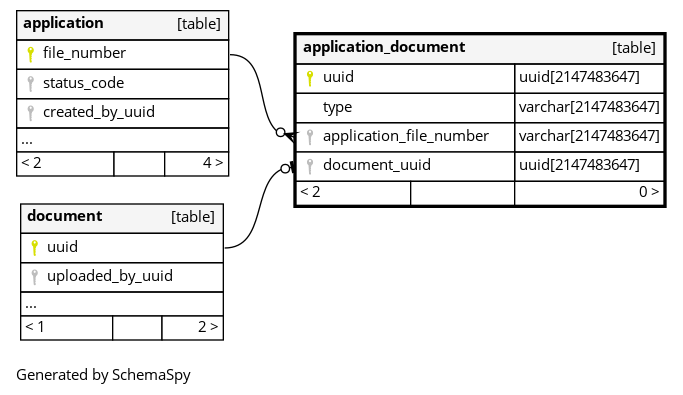 application [table]
file_number
status_code
created_by_uuid
...
< 2 4 >
application_document [table]
uuid uuid[2147483647]
type varchar[2147483647]
application_file_number varchar[2147483647]
document_uuid uuid[2147483647]
< 2 0 >
document [table]
uuid
uploaded_by_uuid
...
< 1 2 >
Generated by SchemaSpy